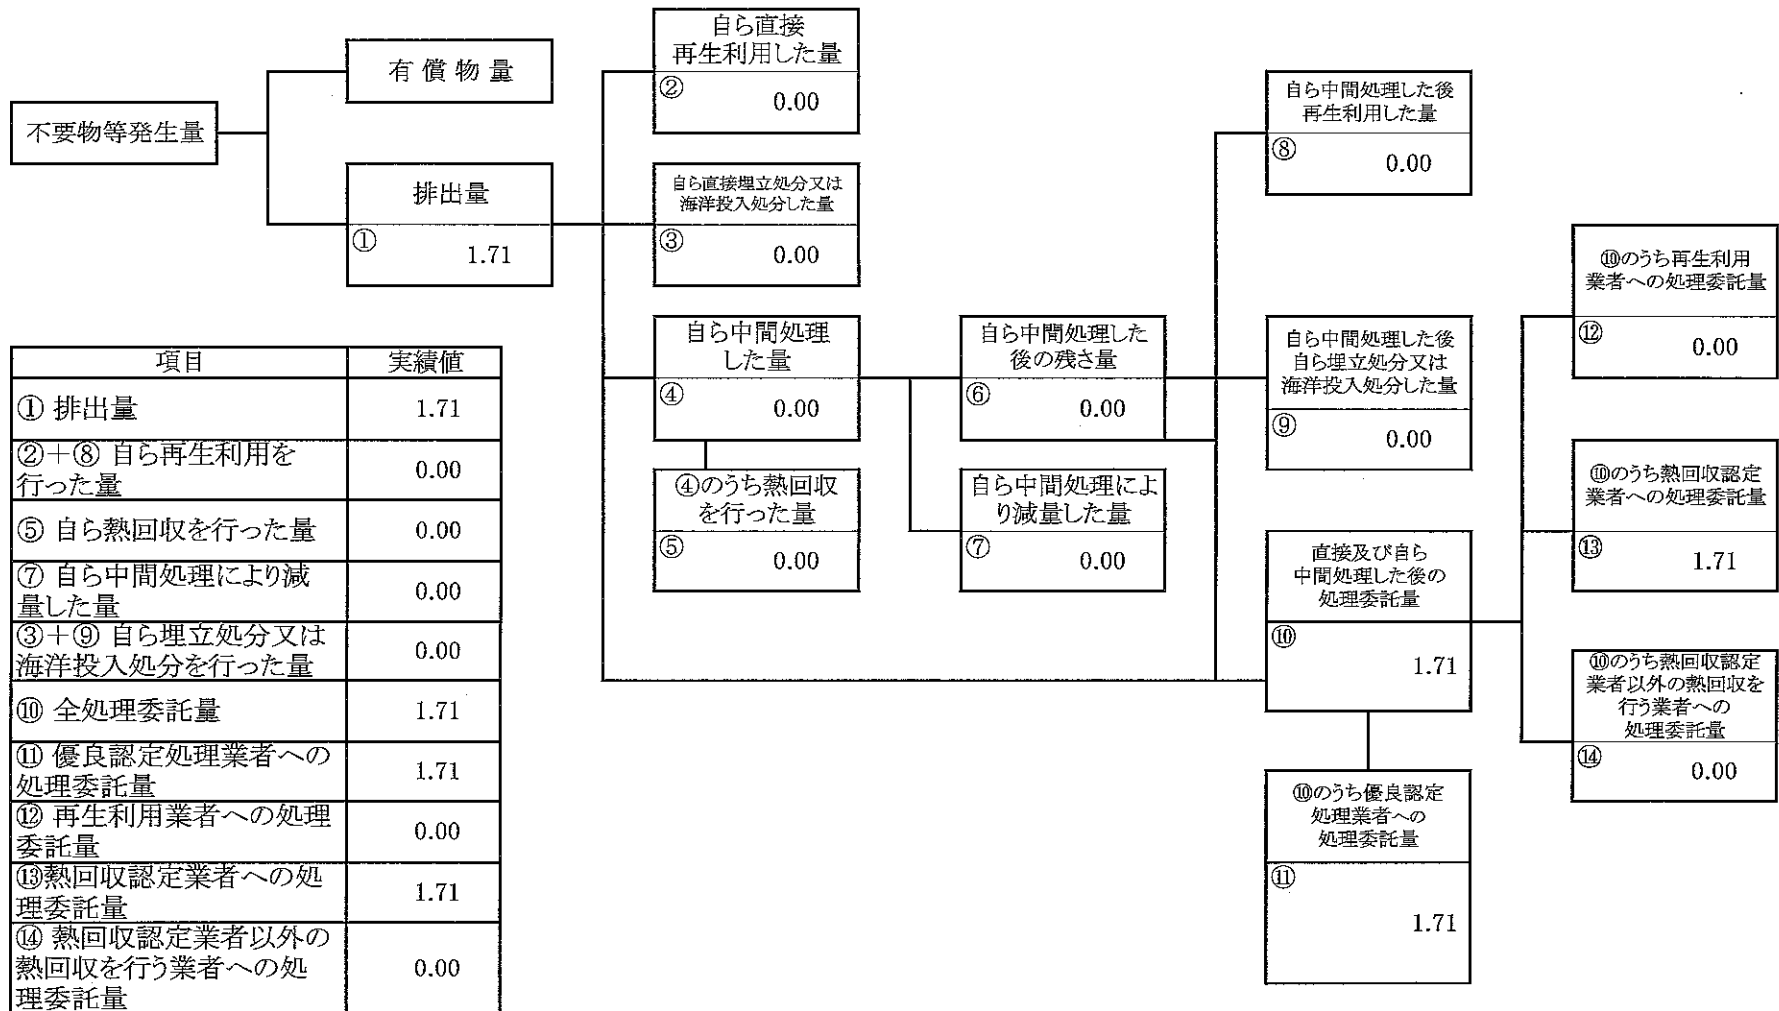 不要物等発生量
有償物量
排出量
①
1.71
自ら直接
再生利用した量
②
0.00
自ら直接埋立処分又は
海洋投入処分した量
③
0.00
自ら中間処理
した量
④
0.00
④のうち熱回収
を行った量
⑤
0.00
自ら中間処理した
後の残さ量
⑥
0.00
自ら中間処理によ
り減量した量
⑦
0.00
自ら中間処理した後
再生利用した量
⑧
0.00
自ら中間処理した後
自ら埋立処分又は
海洋投入処分した量
⑨
0.00
直接及び自ら
中間処理した後の
処理委託量
⑩
1.71
⑩のうち優良認定
処理業者への
処理委託量
⑪
1.71
⑩のうち再生利用
業者への処理委託量
⑫
0.00
⑩のうち熱回収認定
業者への処理委託量
⑬
1.71
⑩のうち熱回収認定
業者以外の熱回収を
行う業者への
処理委託量
⑭
0.00
項目 実績値
① 排出量 1.71
②+⑧ 自ら再生利用を
行った量 0.00
⑤ 自ら熱回収を行った量 0.00
⑦ 自ら中間処理により減
量した量 0.00
③+⑨ 自ら埋立処分又は
海洋投入処分を行った量 0.00
⑩ 全処理委託量 1.71
⑪ 優良認定処理業者への
処理委託量 1.71
⑫ 再生利用業者への処理
委託量 0.00
⑬熱回収認定業者への処
理委託量 1.71
⑭ 熱回収認定業者以外の
熱回収を行う業者への処
理委託量 0.00